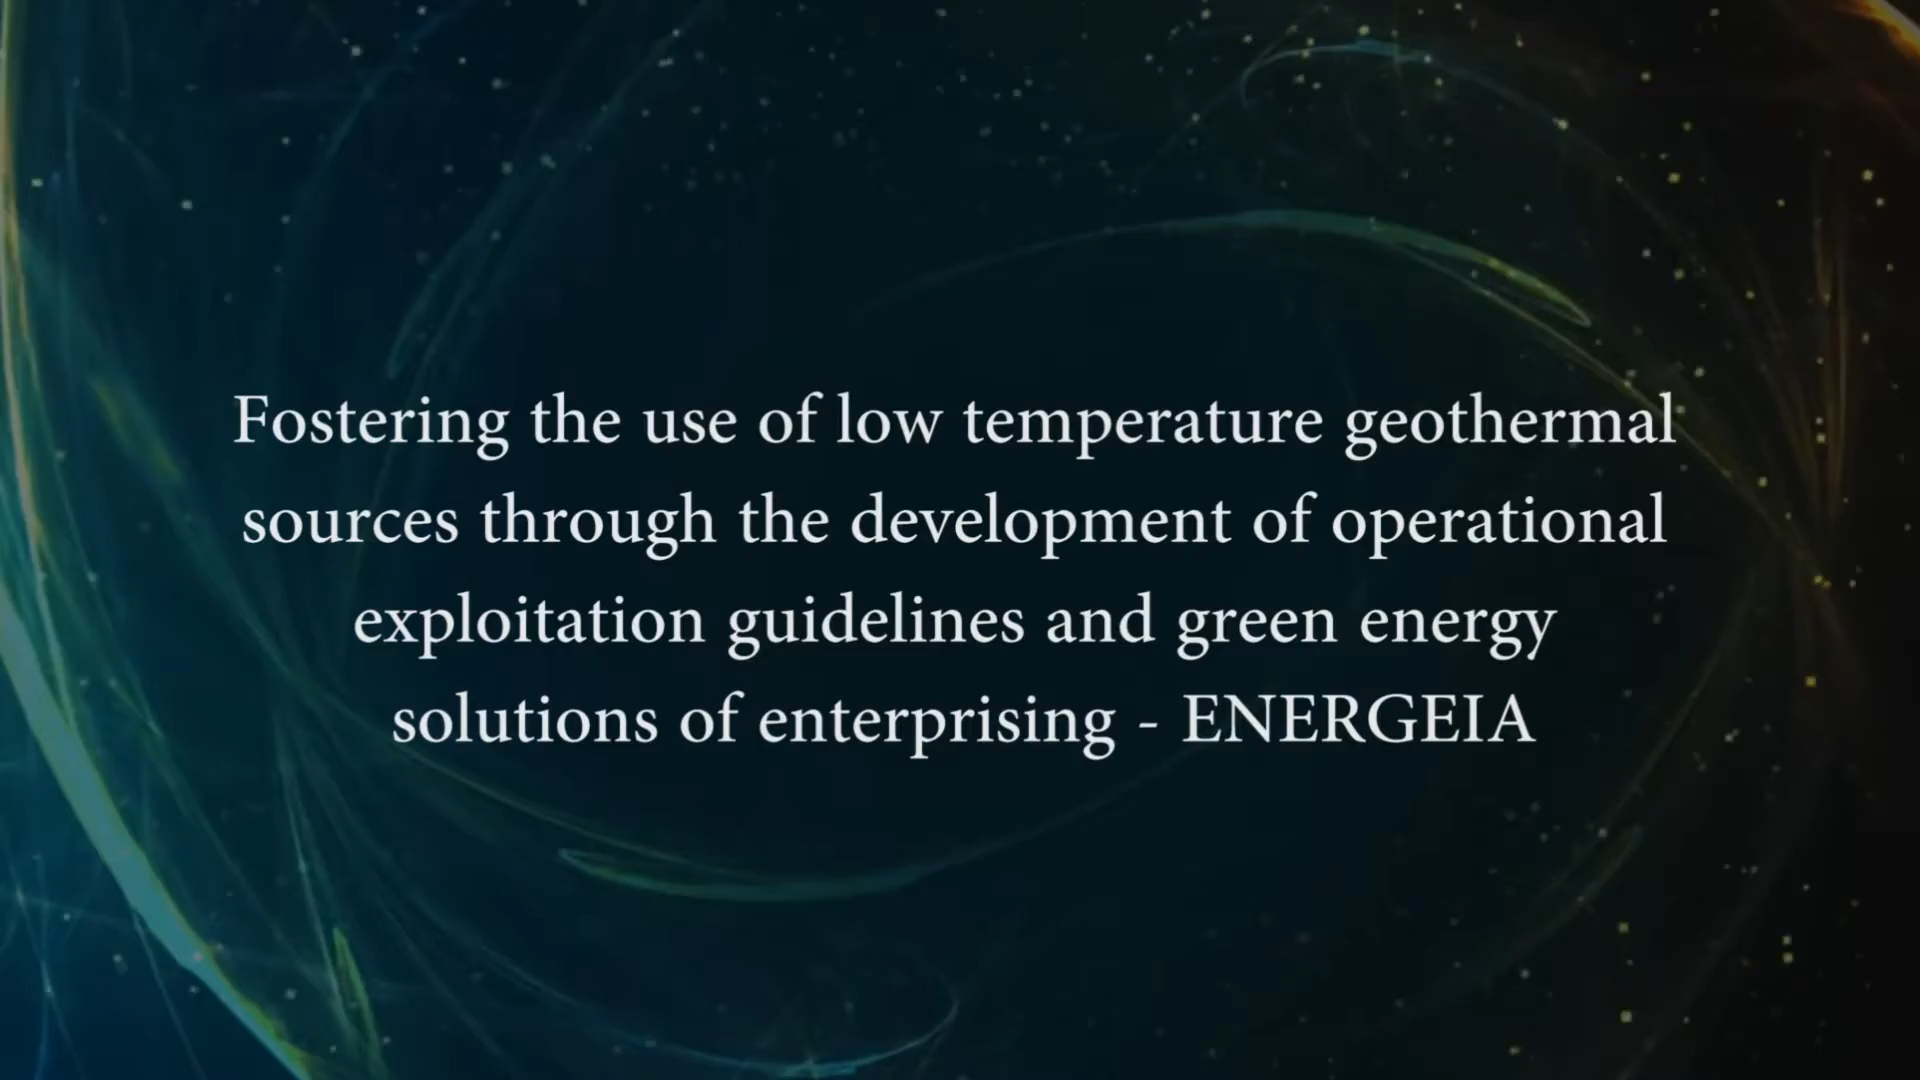 Fostering the use of low temperature geothermal
sources through the development of operational
exploitation guidelines and green energy
solutions of enterprising - ENERGEIA